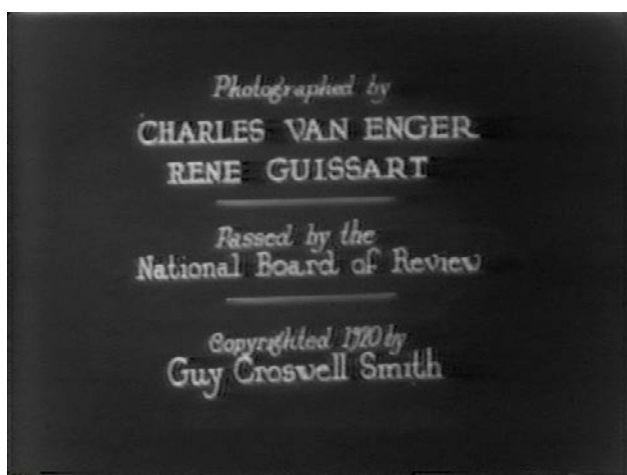 Photographed by
CHARLES VAN ENGER
RENE GUISSART
Passed by the
National Board of Review
Copyrighted 1920 by
Guy Croswell Smith